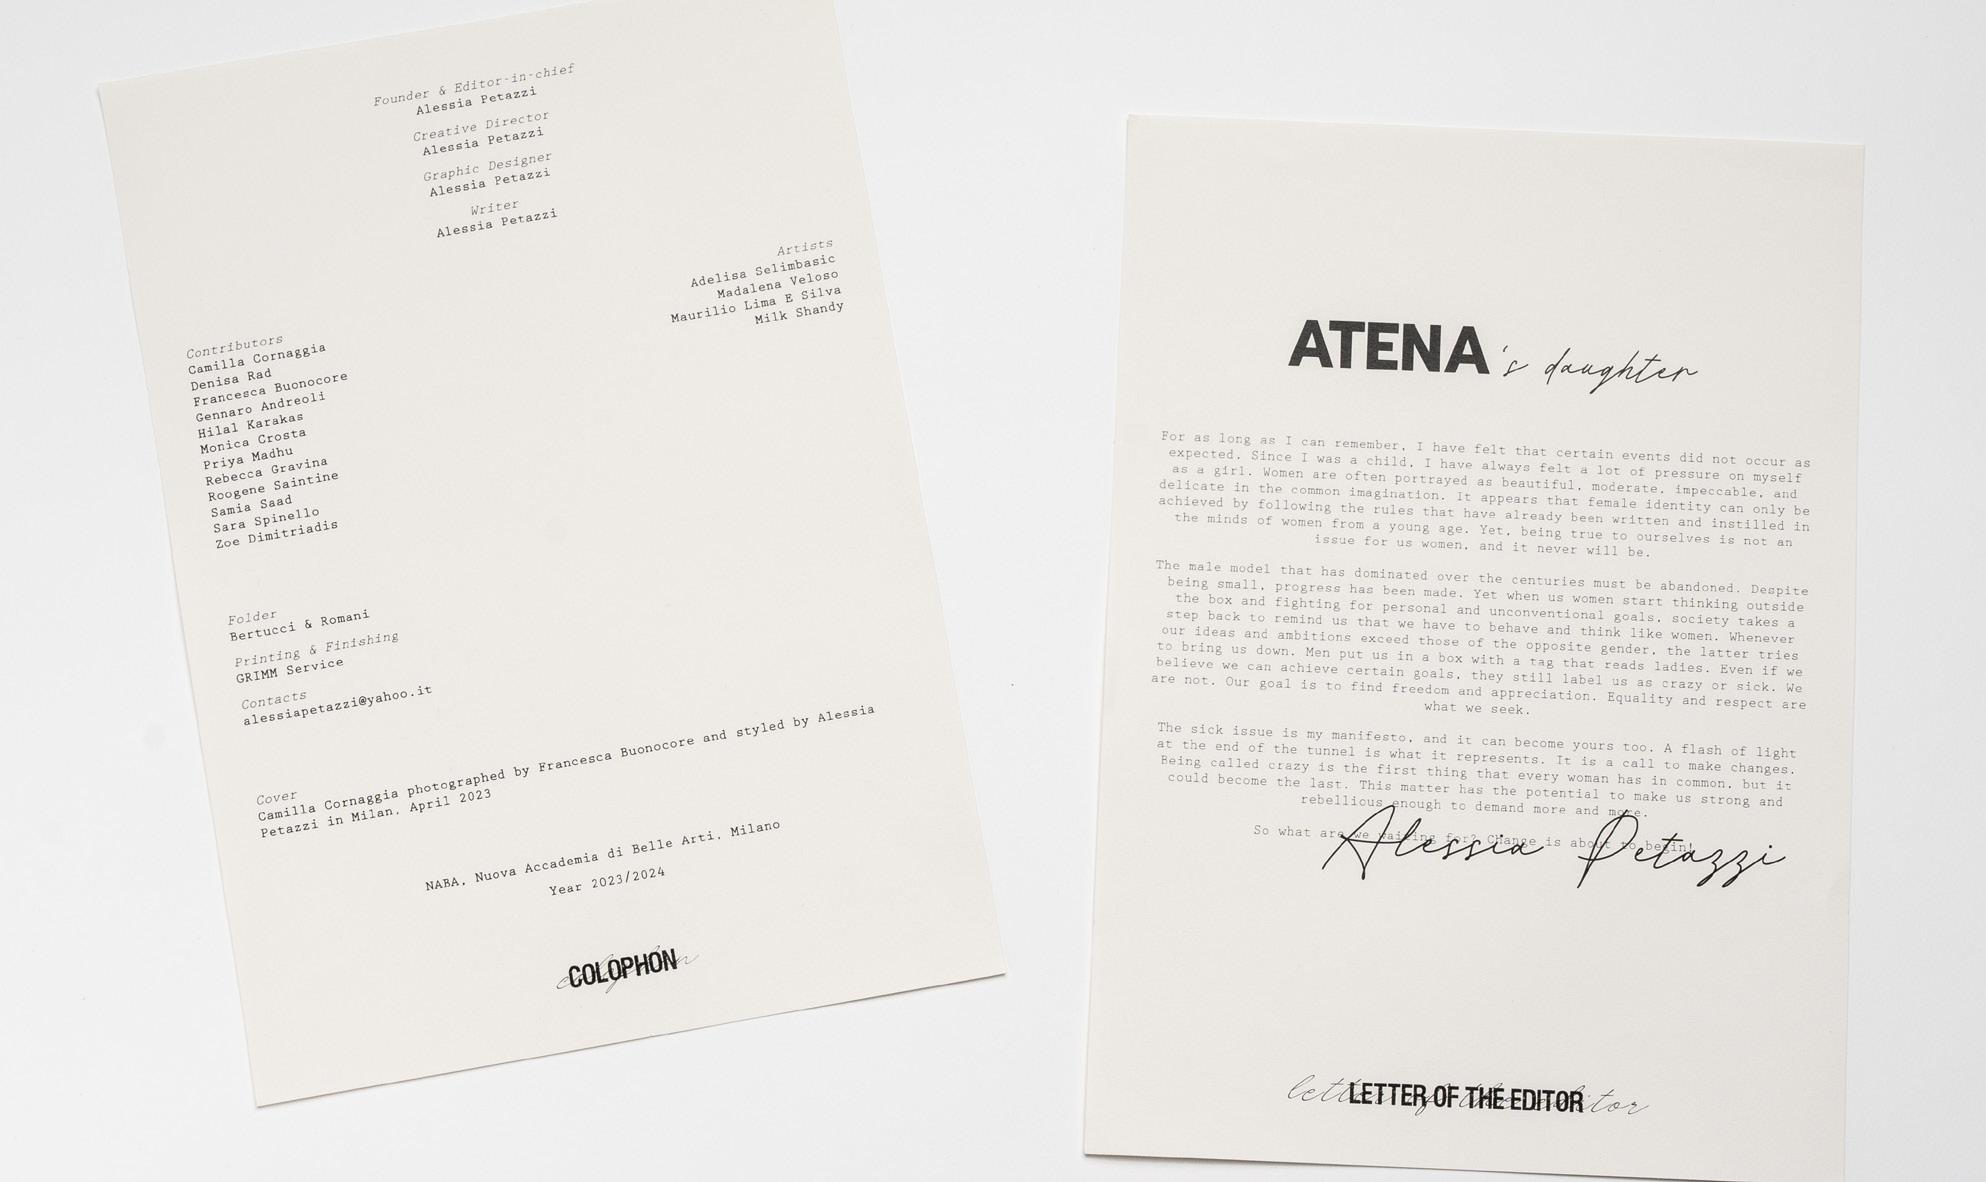 Founder & Editor-in-chief
Alessia Petazzi
Creative Director
Alessia Petazzi
Graphic Designer
Alessia Petazzi
Writer
Alessia Petazzi
Artists
Adelisa Selimbasic
Madalena Veloso
Maurilio Lima E Silva
Milk Shandy
Contributors
Camilla Cornaggia
Denisa Rad
Francesca Buonocore
Gennaro Andreoli
Hilal Karakas
Monica Crosta
Priya Madhu
Rebecca Gravina
Roogene Saintine
Samia Saad
Sara Spinello
Zoe Dimitriadis
Folder
Bertucci & Romani
Printing & Finishing
GRIMM Service
Contacts
alessiapetazzi@yahoo.it
Cover
Camilla Cornaggia photographed by Francesca Buonocore and styled by Alessia
Petazzi in Milan, April 2023
NABA, Nuova Accademia di Belle Arti, Milano
Year 2023/2024
colophon
COLOPHON
ATENA's daughter
For as long as I can remember, I have felt that certain events did not occur as
expected. Since I was a child, I have always felt a lot of pressure on myself
as a girl. Women are often portrayed as beautiful, moderate, impeccable, and
delicate in the common imagination. It appears that female identity can only be
achieved by following the rules that have already been written and instilled in
the minds of women from a young age. Yet, being true to ourselves is not an
issue for us women, and it never will be.
The male model that has dominated over the centuries must be abandoned. Despite
being small, progress has been made. Yet when us women start thinking outside
the box and fighting for personal and unconventional goals, society takes a
step back to remind us that we have to behave and think like women. Whenever
our ideas and ambitions exceed those of the opposite gender, the latter tries
to bring us down. Men put us in a box with a tag that reads ladies. Even if we
believe we can achieve certain goals, they still label us as crazy or sick. We
are not. Our goal is to find freedom and appreciation. Equality and respect are
what we seek.
The sick issue is my manifesto, and it can become yours too. A flash of light
at the end of the tunnel is what it represents. It is a call to make changes.
Being called crazy is the first thing that every woman has in common, but it
could become the last. This matter has the potential to make us strong and
rebellious enough to demand more and more.
So what are we waiting for? Change is about to begin!
Alessia Petazzi
letter of the editor
LETTER OF THE EDITOR